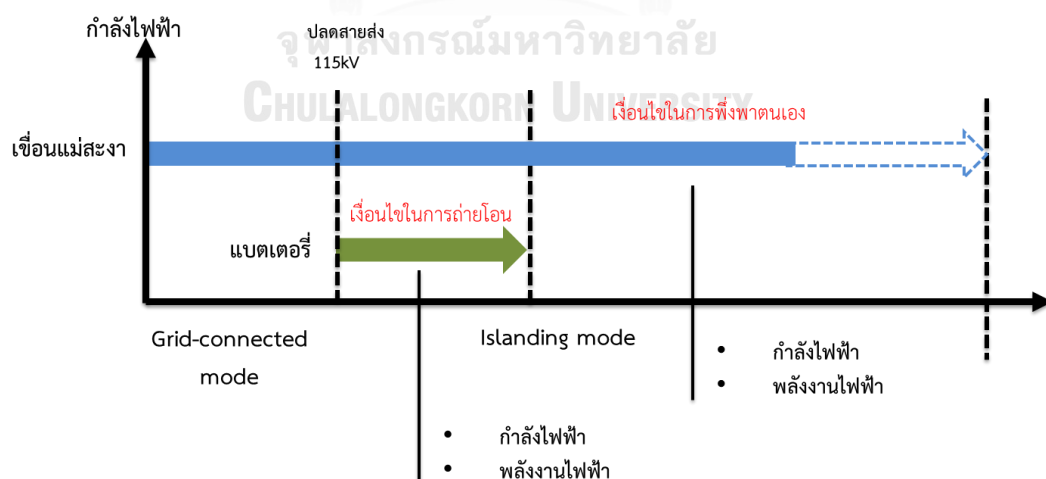 กำลังไฟฟ้า
ปลดสายส่ง
115kV
จุฬาลงกรณ์มหาวิทยาลัย
CHULALONGKORN UNIVERSITY
เงื่อนไขในการพึ่งพาตนเอง
เขื่อนแม่สะงา
เงื่อนไขในการถ่ายโอน
แบตเตอรี่
Grid-connected
mode
Islanding mode
• กำลังไฟฟ้า
• พลังงานไฟฟ้า
• กำลังไฟฟ้า
• พลังงานไฟฟ้า